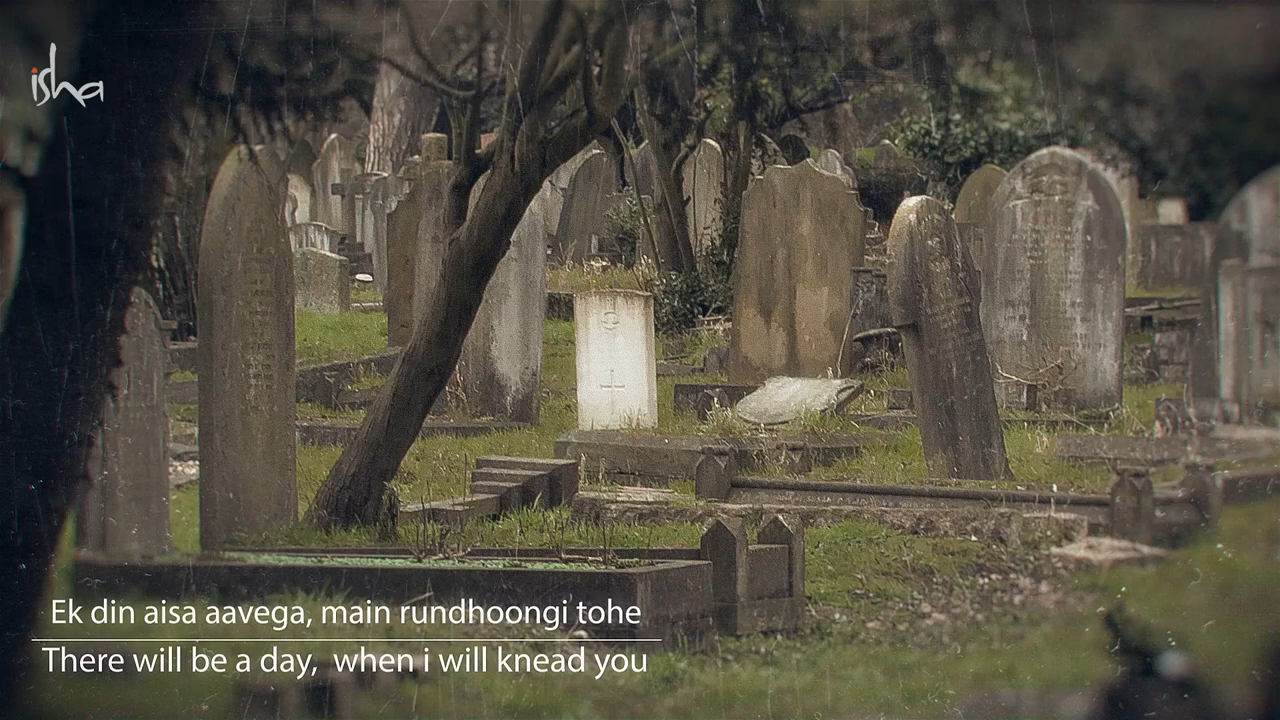 isha
Ek din aisa aavega, main rundhoongi tohe
There will be a day, when i will knead you